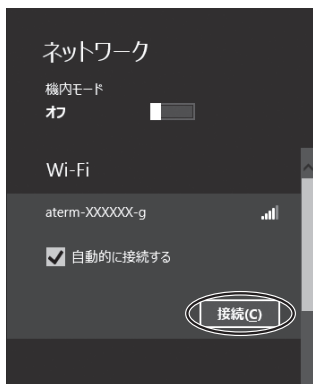 ネットワーク
機内モード
オフ
Wi-Fi
aterm-XXXXXX-g
自動的に接続する
接続(C)